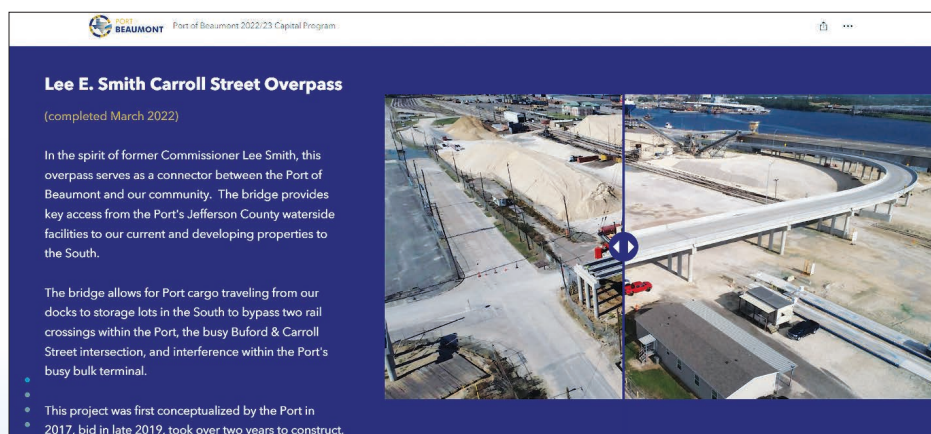 PORT OF
BEAUMONT
Port of Beaumont 2022/23 Capital Program
Lee E. Smith Carroll Street Overpass
(completed March 2022)
In the spirit of former Commissioner Lee Smith, this
overpass serves as a connector between the Port of
Beaumont and our community. The bridge provides
key access from the Port's Jefferson County waterside
facilities to our current and developing properties to
the South.
The bridge allows for Port cargo traveling from our
docks to storage lots in the South to bypass two rail
crossings within the Port, the busy Buford & Carroll
Street intersection, and interference within the Port's
busy bulk terminal.
This project was first conceptualized by the Port in
2017, bid in late 2019, took over two years to construct,